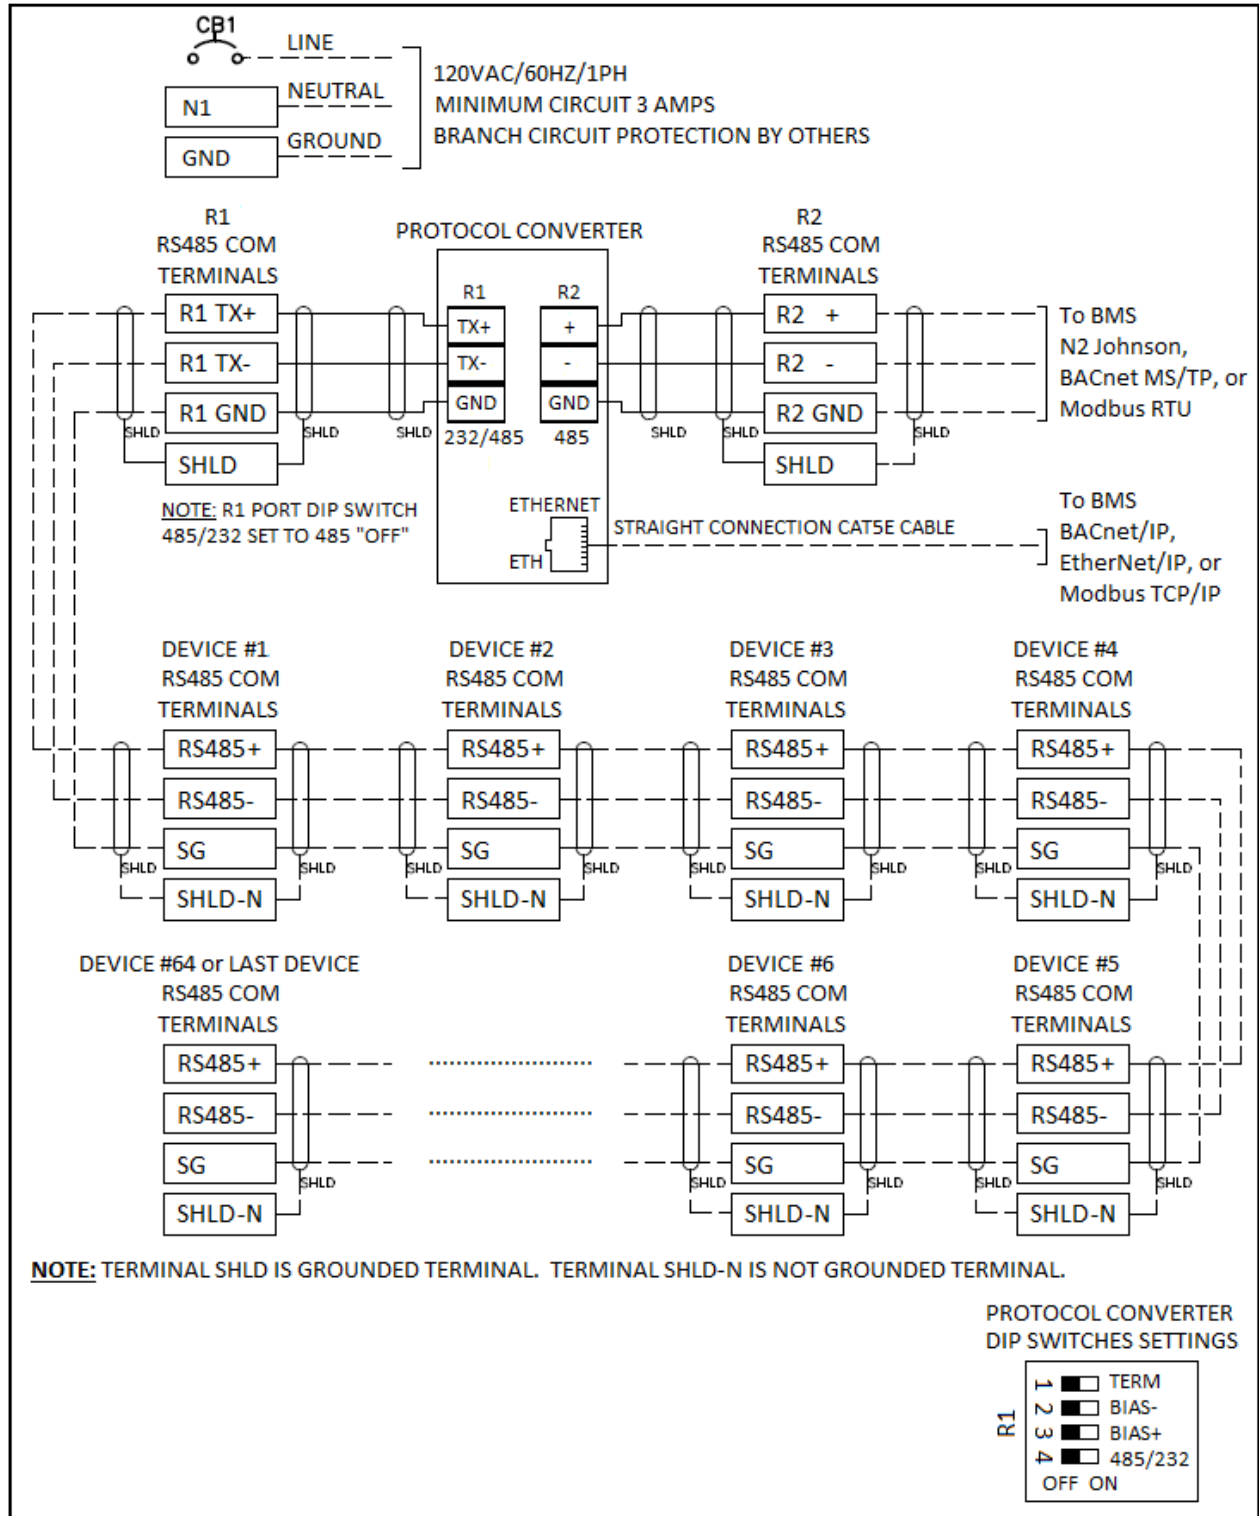 CB1
LINE
N1
NEUTRAL
GND
GROUND
120VAC/60HZ/1PH
MINIMUM CIRCUIT 3 AMPS
BRANCH CIRCUIT PROTECTION BY OTHERS
R1
RS485 COM
TERMINALS
R1 TX+
R1 TX-
R1 GND
SHLD
SHLD
SHLD
SHLD
NOTE: R1 PORT DIP SWITCH
485/232 SET TO 485 "OFF"
PROTOCOL CONVERTER
R1
TX+
TX-
GND
232/485
R2
+
-
GND
485
ETHERNET
ETH
STRAIGHT CONNECTION CAT5E CABLE
R2
RS485 COM
TERMINALS
R2 +
R2 -
R2 GND
SHLD
SHLD
SHLD
SHLD
To BMS
N2 Johnson,
BACnet MS/TP, or
Modbus RTU
To BMS
BACnet/IP,
EtherNet/IP, or
Modbus TCP/IP
DEVICE #1
RS485 COM
TERMINALS
RS485+
RS485-
SG
SHLD-N
SHLD
SHLD
DEVICE #2
RS485 COM
TERMINALS
RS485+
RS485-
SG
SHLD-N
SHLD
SHLD
DEVICE #3
RS485 COM
TERMINALS
RS485+
RS485-
SG
SHLD-N
SHLD
SHLD
DEVICE #4
RS485 COM
TERMINALS
RS485+
RS485-
SG
SHLD-N
SHLD
SHLD
DEVICE #64 or LAST DEVICE
RS485 COM
TERMINALS
RS485+
RS485-
SG
SHLD-N
SHLD
DEVICE #6
RS485 COM
TERMINALS
RS485+
RS485-
SG
SHLD-N
SHLD
SHLD
DEVICE #5
RS485 COM
TERMINALS
RS485+
RS485-
SG
SHLD-N
SHLD
SHLD
NOTE: TERMINAL SHLD IS GROUNDED TERMINAL. TERMINAL SHLD-N IS NOT GROUNDED TERMINAL.
PROTOCOL CONVERTER
DIP SWITCHES SETTINGS
R1
1 TERM
2 BIAS-
3 BIAS+
4 485/232
OFF ON